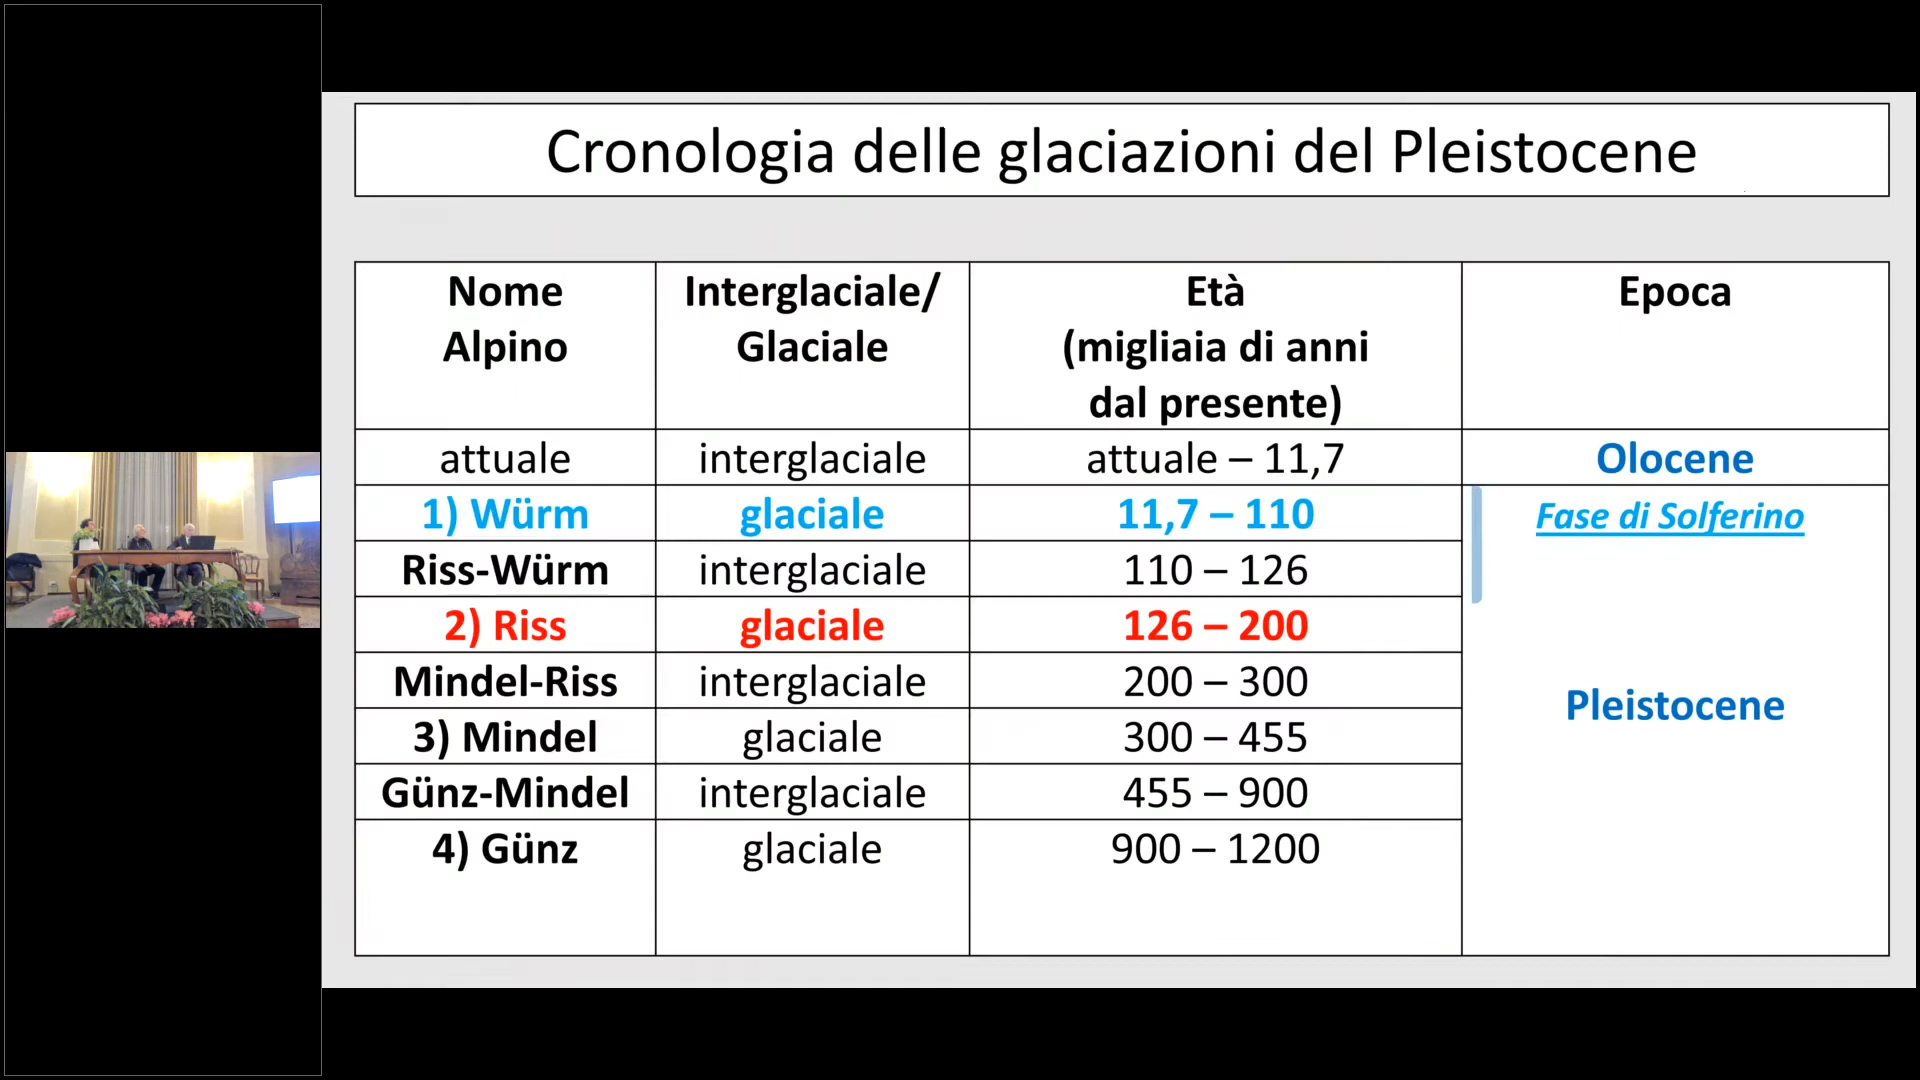 Cronologia delle glaciazioni del Pleistocene
Nome Alpino
Interglaciale/ Glaciale
Età (migliaia di anni dal presente)
Epoca
attuale interglaciale attuale – 11,7 Olocene
1) Würm glaciale 11,7 – 110 Fase di Solferino
Riss-Würm interglaciale 110 – 126
2) Riss glaciale 126 – 200
Mindel-Riss interglaciale 200 – 300
Pleistocene
3) Mindel glaciale 300 – 455
Günz-Mindel interglaciale 455 – 900
4) Günz glaciale 900 – 1200